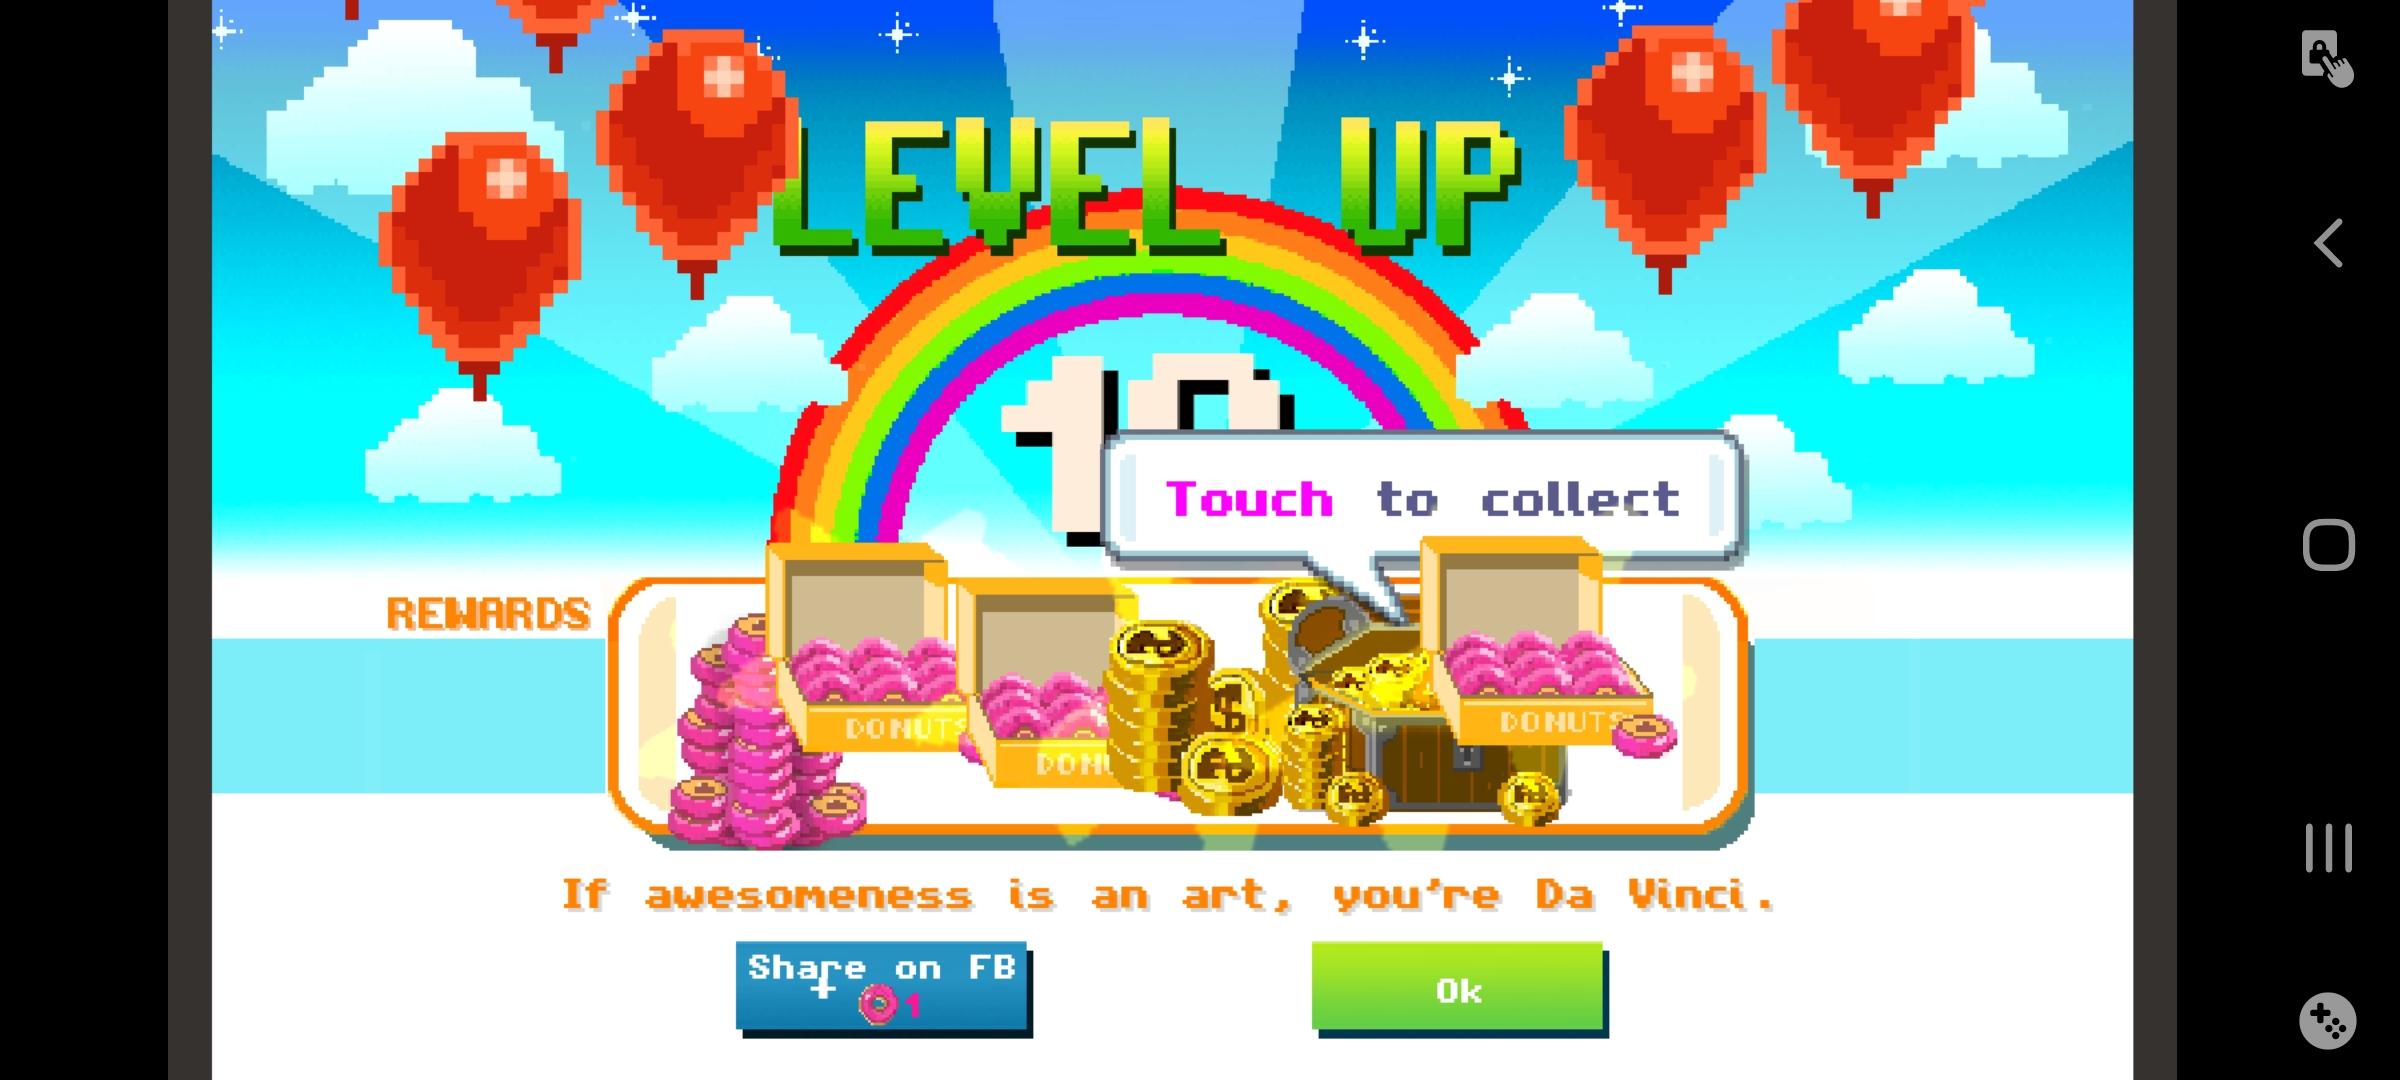 LEVEL UP
Touch to collect
REWARDS
DONUTS
DONUTS
If awesomeness is an art, you're Da Vinci.
Share on FB
+ 1
Ok